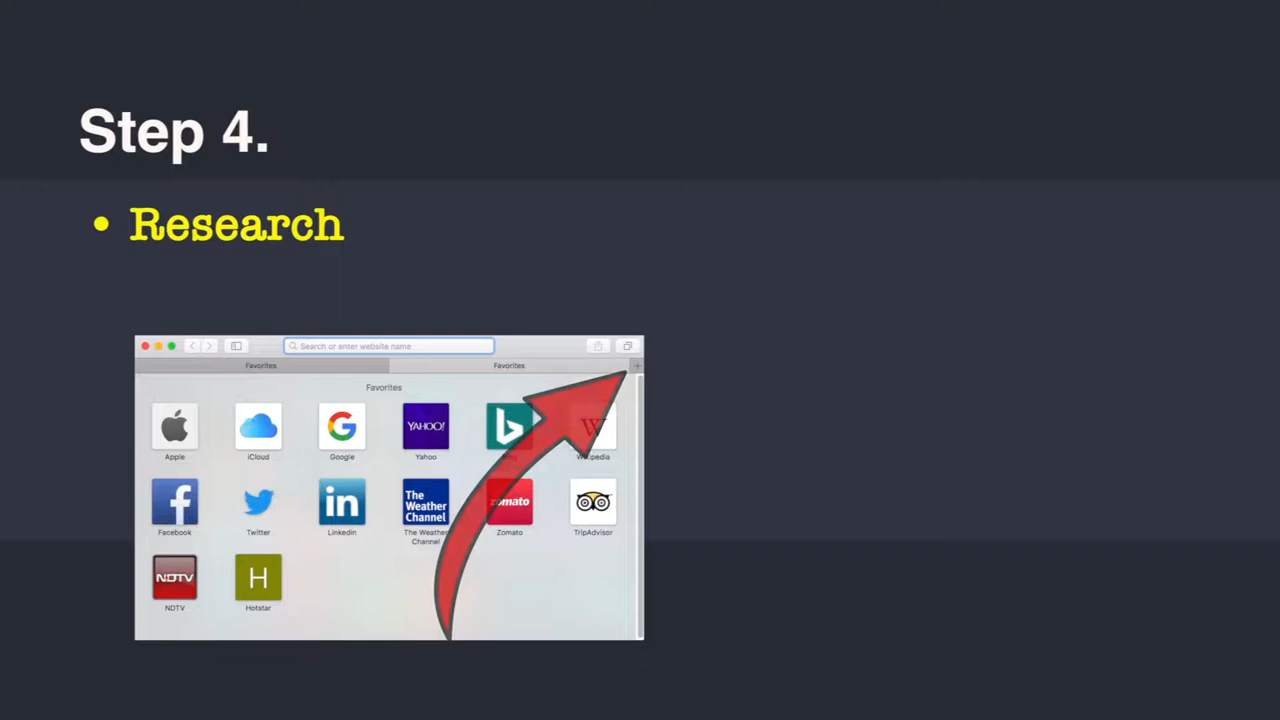 Step 4.
• Research
Search or enter website name
Favorites Favorites +
Favorites
G YAHOO! b W
Apple iCloud Google Yahoo Wikipedia
f in The Weather Channel zomato
Facebook Twitter Linkedin The Weather Channel Zomato TripAdvisor
NDTV H
NDTV Hotstar